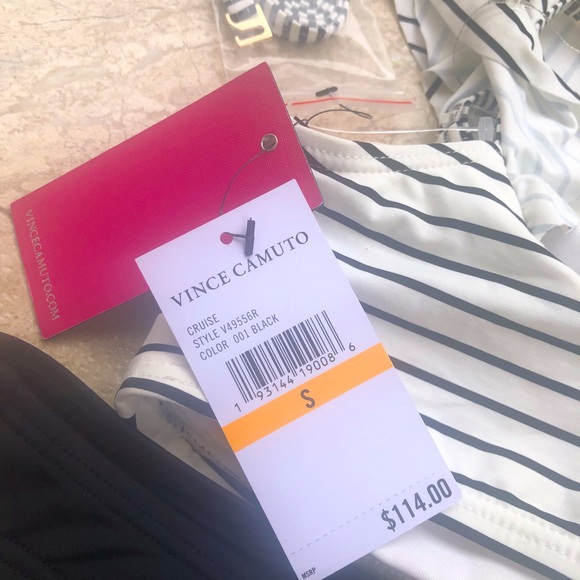 VINCECAMUTO.COM
VINCE CAMUTO
CRUISE
STYLE V49556R
COLOR 001 BLACK
1 93144 19008 6
S
$114.00
MSRP